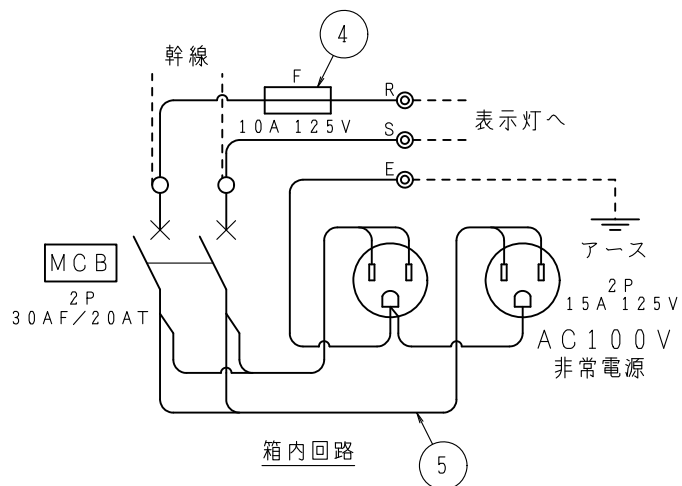 ④
幹線
F
R
10A 125V
表示灯へ
S
E
アース
MCB
2P
30AF/20AT
2P
15A 125V
AC100V
非常電源
箱内回路
⑤